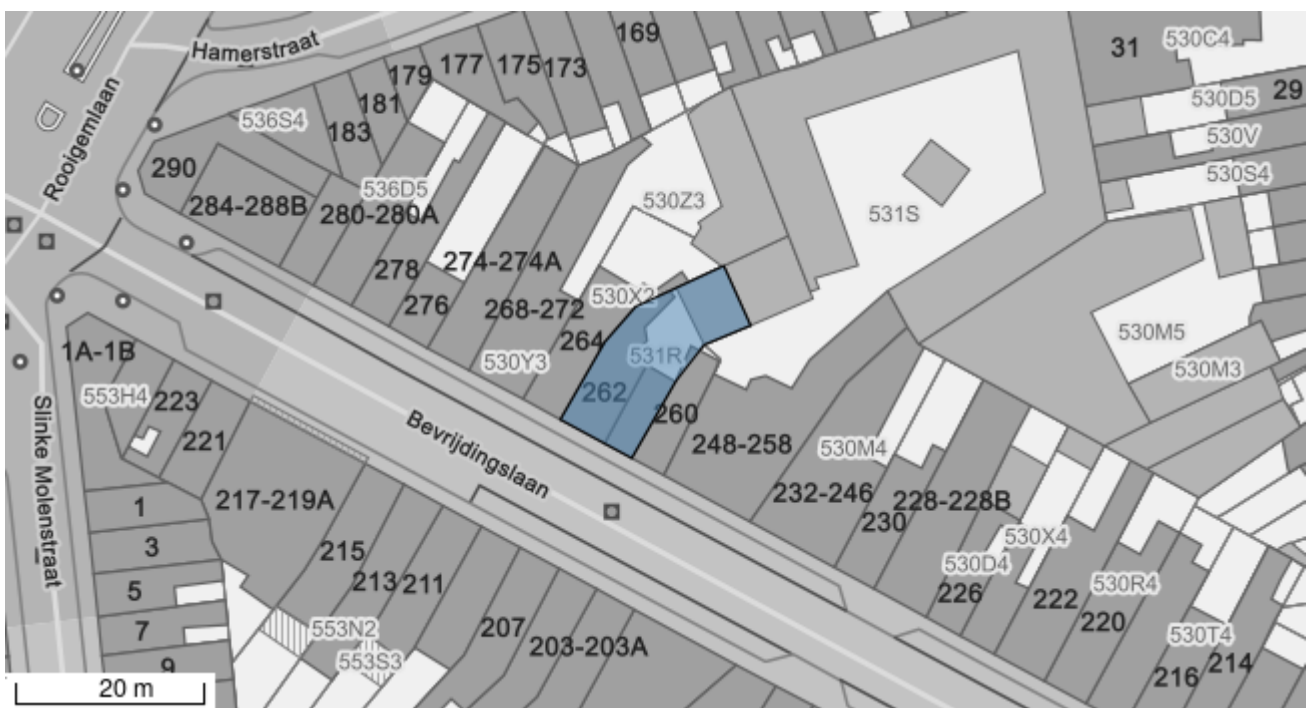 Hamerstraat
179
177
175
173
169
31
530C4
530D5
29
181
183
536S4
530V
Rooigemlaan
290
284-288B
536D5
280-280A
530Z3
531S
530S4
278
274-274A
276
268-272
530X2
264
530Y3
531R
262
260
530M5
530M3
1A-1B
553H4
223
221
Bevrijdingslaan
248-258
530M4
232-246
228-228B
230
Slinke Molenstraat
217-219A
1
3
5
7
9
215
213
211
207
203-203A
553N2
553S3
530X4
530D4
226
222
530R4
220
530T4
216
214
20 m